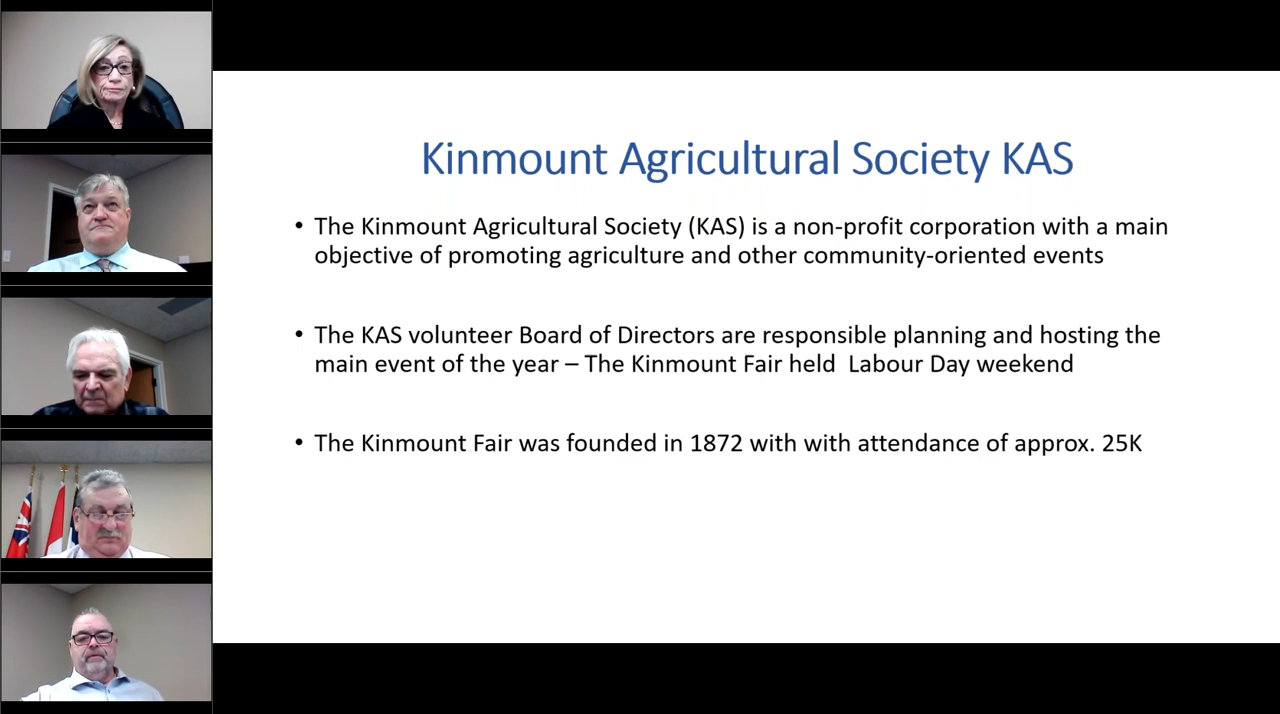 Kinmount Agricultural Society KAS
• The Kinmount Agricultural Society (KAS) is a non-profit corporation with a main
objective of promoting agriculture and other community-oriented events
• The KAS volunteer Board of Directors are responsible planning and hosting the
main event of the year – The Kinmount Fair held  Labour Day weekend
• The Kinmount Fair was founded in 1872 with with attendance of approx. 25K